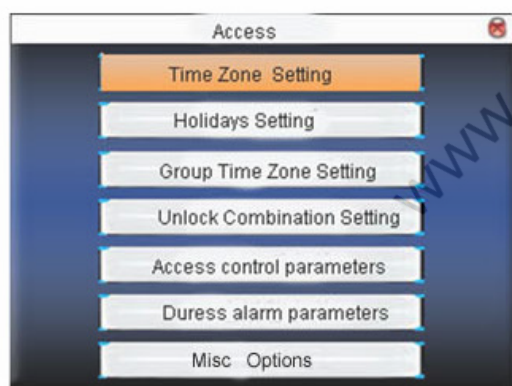 Access
Time Zone Setting
Holidays Setting
Group Time Zone Setting
Unlock Combination Setting
Access control parameters
Duress alarm parameters
Misc Options
www